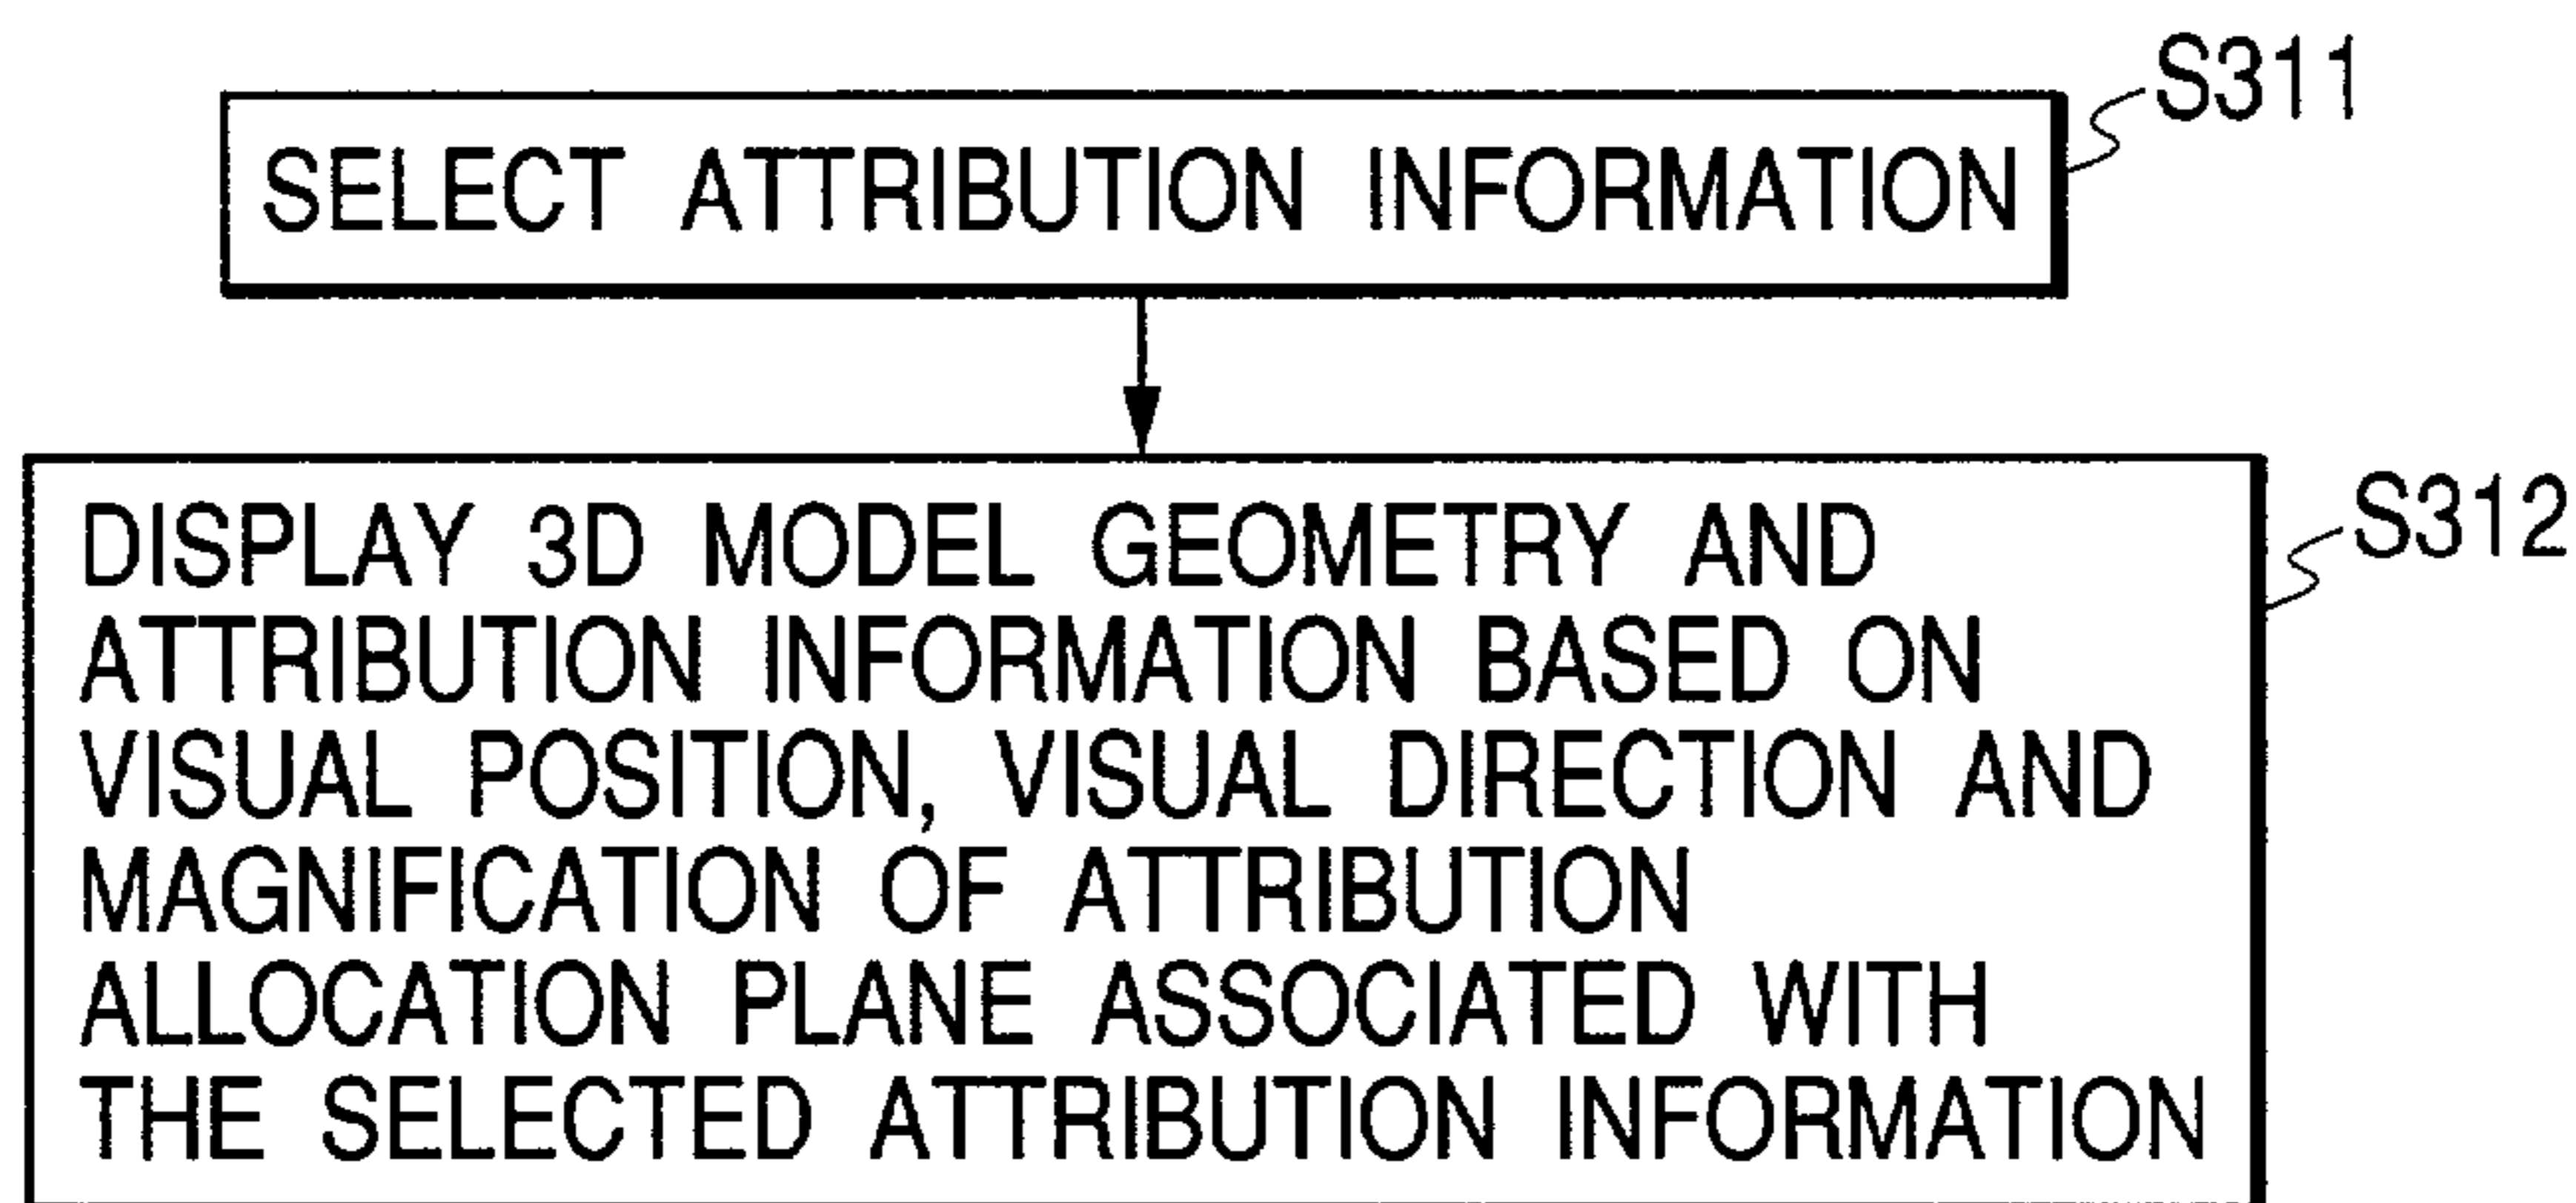 S311
SELECT ATTRIBUTION INFORMATION
S312
DISPLAY 3D MODEL GEOMETRY AND
ATTRIBUTION INFORMATION BASED ON
VISUAL POSITION, VISUAL DIRECTION AND
MAGNIFICATION OF ATTRIBUTION
ALLOCATION PLANE ASSOCIATED WITH
THE SELECTED ATTRIBUTION INFORMATION